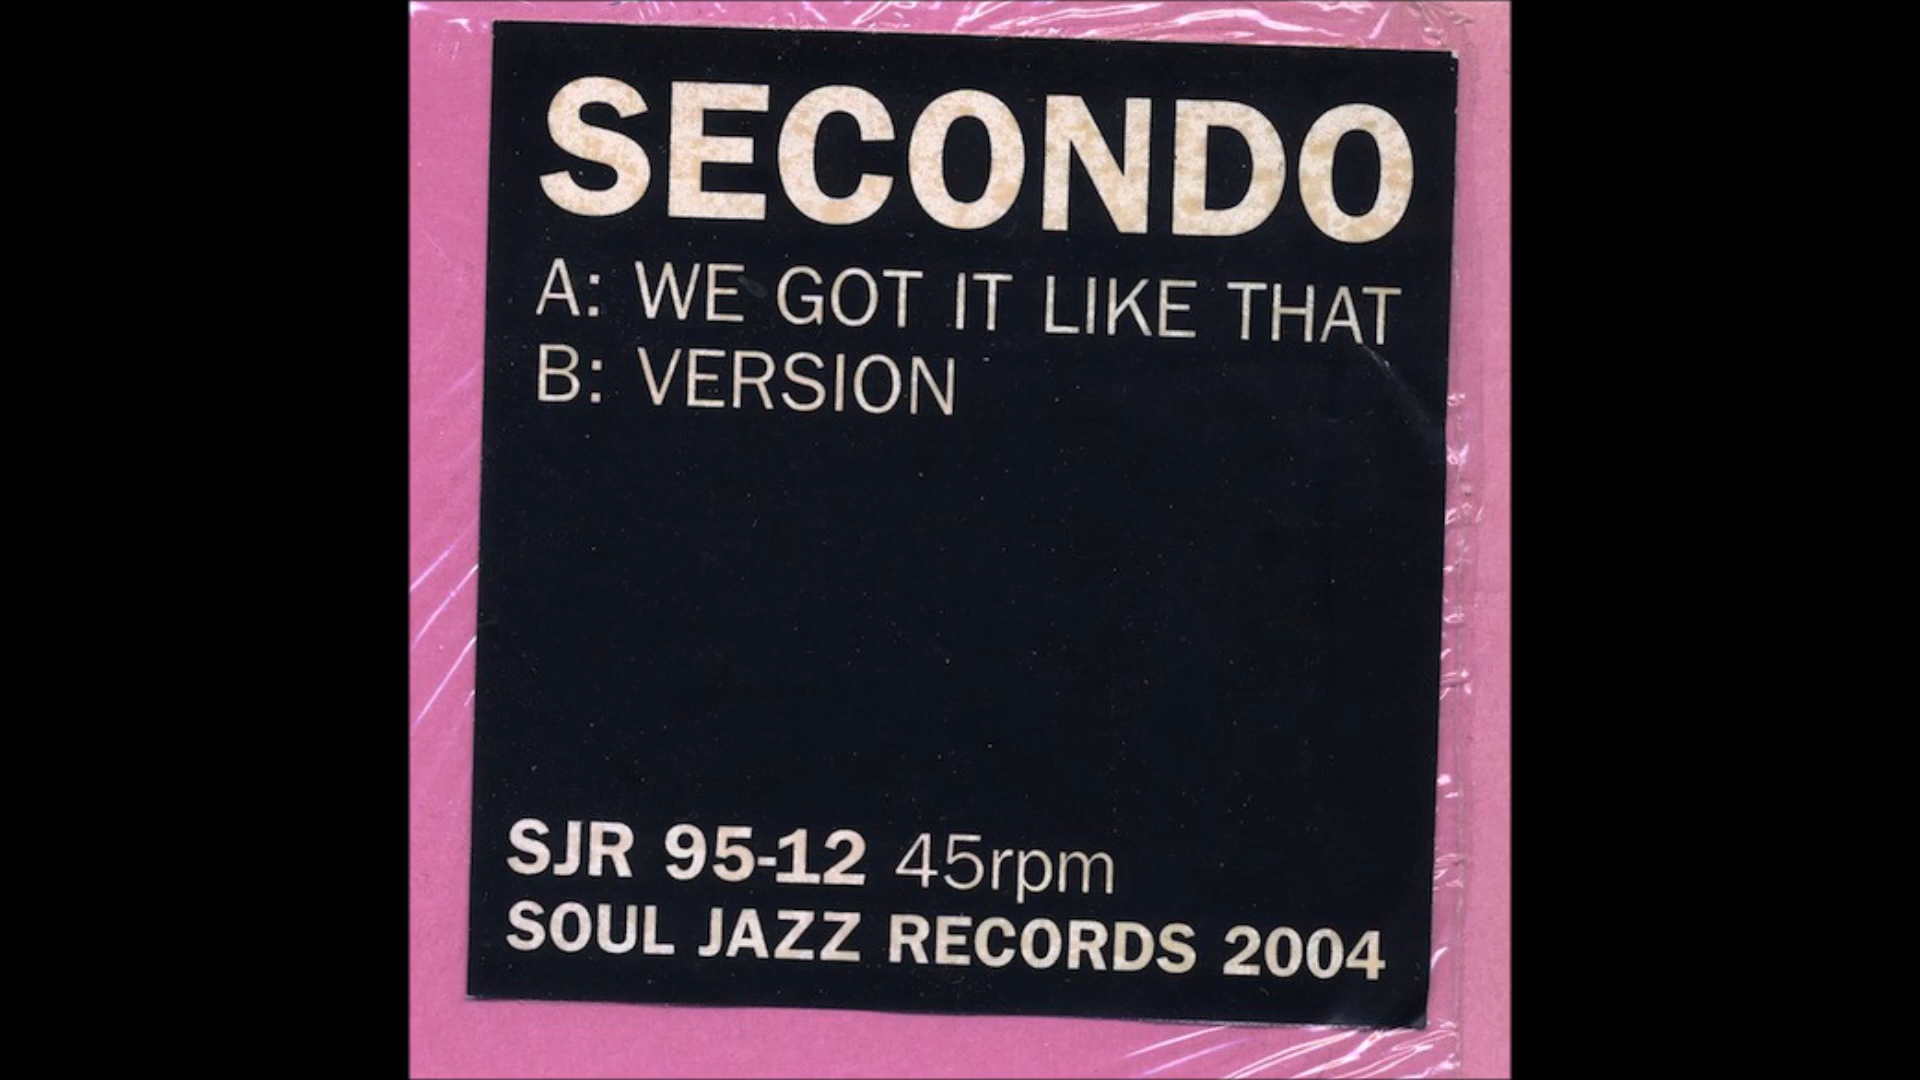 SECONDO
A: WE GOT IT LIKE THAT
B: VERSION
SJR 95-12 45rpm
SOUL JAZZ RECORDS 2004